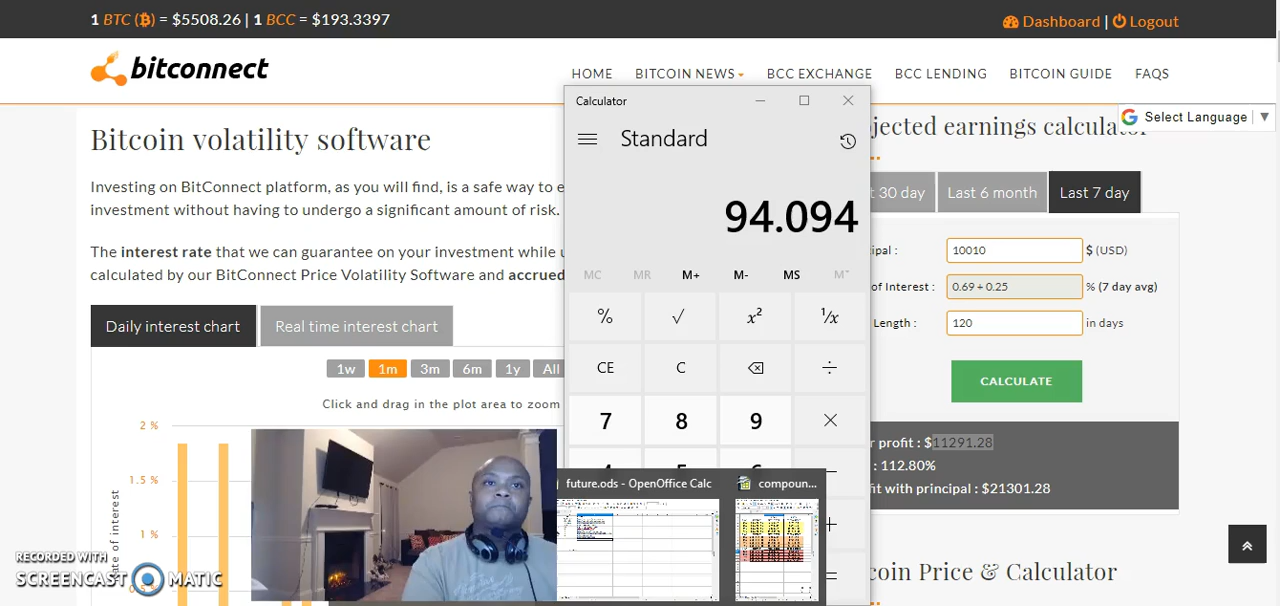 1 BTC (₿) = $5508.26 | 1 BCC = $193.3397
Dashboard | Logout
bitconnect
HOME BITCOIN NEWS BCC EXCHANGE BCC LENDING BITCOIN GUIDE FAQS
Select Language ▼
Bitcoin volatility software
Investing on BitConnect platform, as you will find, is a safe way to
investment without having to undergo a significant amount of risk.
The interest rate that we can guarantee on your investment while
calculated by our BitConnect Price Volatility Software and accrued
Daily interest chart
Real time interest chart
1w 1m 3m 6m 1y All
Click and drag in the plot area to zoom
2 %
1.5 %
1 %
0.5 %
of interest
RECORDED WITH
SCREENCAST MATIC
Calculator
Standard
94.094
MC MR M+ M- MS
% √ x² ¹/x
CE C ÷
7 8 9 ×
future.ods - OpenOffice Calc
compoun...
earnings calculator
30 day
Last 6 month
Last 7 day
10010 $ (USD)
of Interest : 0.69 + 0.25 % (7 day avg)
Length : 120 in days
CALCULATE
profit : $11291.28
: 112.80%
with principal : $21301.28
Price & Calculator